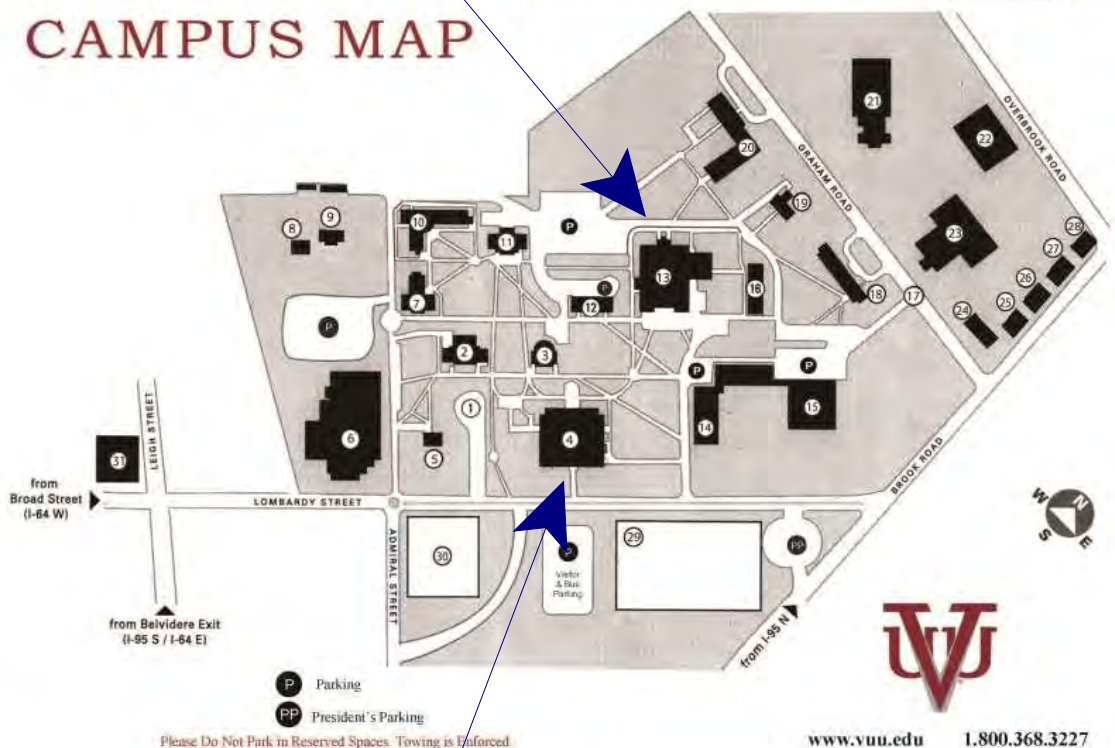 CAMPUS MAP
OVERBROOK ROAD
21
22
20
GRAHAM ROAD
19
9
8
10
11
P
23
28
13
27
P
16
26
7
12
18
17
25
24
P
2
3
P
P
1
15
14
6
4
5
LEIGH STREET
31
from
Broad Street
(I-64 W)
LOMBARDY STREET
BROOK ROAD
W
N
S
E
ADMIRAL STREET
30
P
Visitor
& Bus
Parking
29
PP
from Belvidere Exit
(I-95 S / I-64 E)
from I-95 N
VUU
P Parking
PP President's Parking
Please Do Not Park in Reserved Spaces. Towing is Enforced
www.vuu.edu 1.800.368.3227